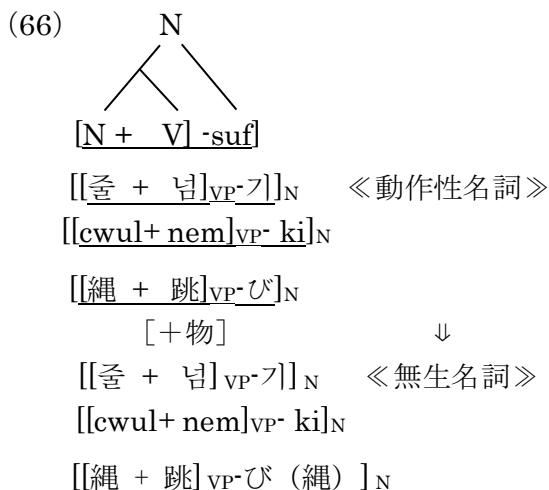 (66) N
[N + V] -suf]
[[줄 + 넘]VP-기]N ≪動作性名詞≫
[[cwul+ nem]VP- ki]N
[[縄 + 跳]VP-び]N
［＋物］ ⇓
[[줄 + 넘] VP-기] N ≪無生名詞≫
[[cwul+ nem]VP- ki]N
[[縄 + 跳] VP-び（縄）] N